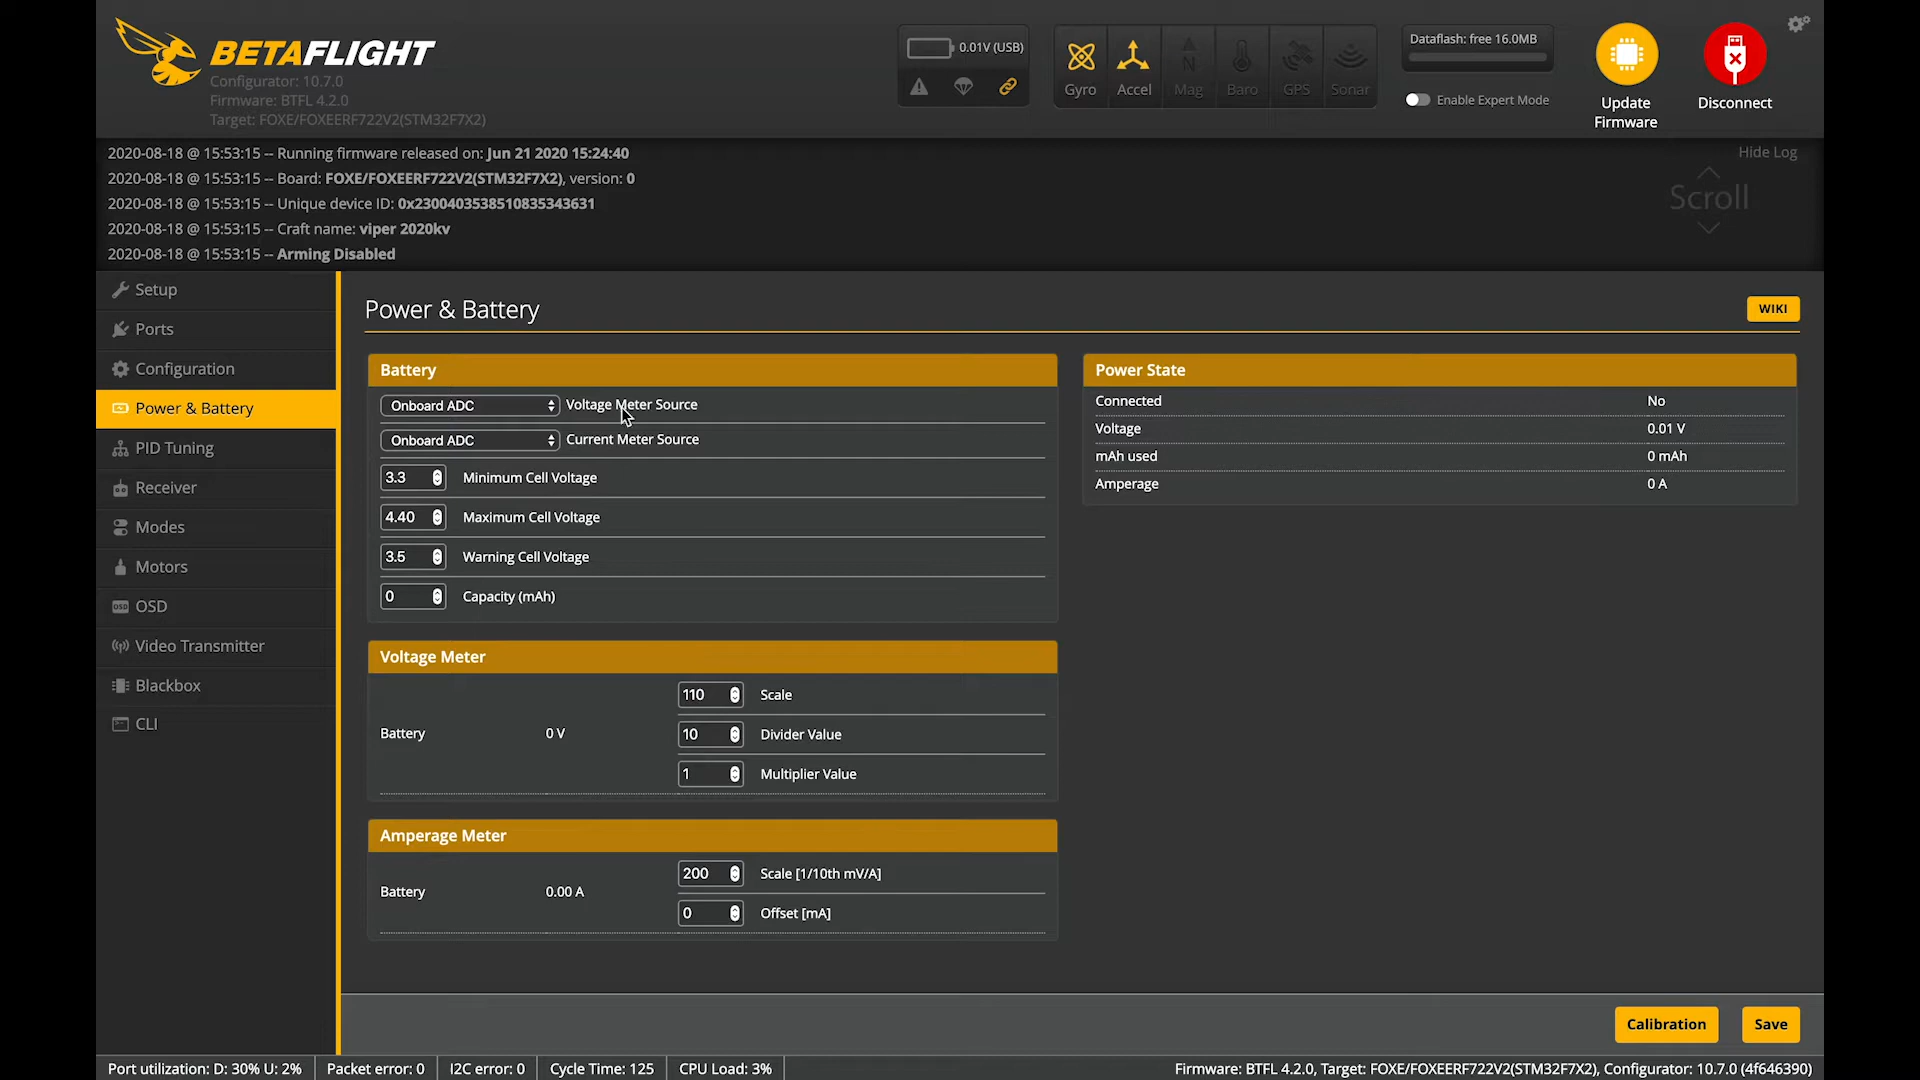 BETAFLIGHT
Configurator: 10.7.0
Firmware: BTFL 4.2.0
Target: FOXE/FOXEERF722V2(STM32F7X2)
0.01V (USB)
Gyro
Accel
Mag
Baro
GPS
Sonar
Dataflash: free 16.0MB
Enable Expert Mode
Update
Firmware
Disconnect
2020-08-18 @ 15:53:15 -- Running firmware released on: Jun 21 2020 15:24:40
2020-08-18 @ 15:53:15 -- Board: FOXE/FOXEERF722V2(STM32F7X2), version: 0
2020-08-18 @ 15:53:15 -- Unique device ID: 0x2300403538510835343631
2020-08-18 @ 15:53:15 -- Craft name: viper 2020kv
2020-08-18 @ 15:53:15 -- Arming Disabled
Hide Log
Scroll
Setup
Ports
Configuration
Power & Battery
PID Tuning
Receiver
Modes
Motors
OSD
Video Transmitter
Blackbox
CLI
Power & Battery
WIKI
Battery
Onboard ADC Voltage Meter Source
Onboard ADC Current Meter Source
3.3 Minimum Cell Voltage
4.40 Maximum Cell Voltage
3.5 Warning Cell Voltage
0 Capacity (mAh)
Voltage Meter
110 Scale
Battery 0 V 10 Divider Value
1 Multiplier Value
Amperage Meter
200 Scale [1/10th mV/A]
Battery 0.00 A
0 Offset [mA]
Power State
Connected No
Voltage 0.01 V
mAh used 0 mAh
Amperage 0 A
Calibration
Save
Port utilization: D: 30% U: 2% Packet error: 0 I2C error: 0 Cycle Time: 125 CPU Load: 3% Firmware: BTFL 4.2.0, Target: FOXE/FOXEERF722V2(STM32F7X2), Configurator: 10.7.0 (4f646390)